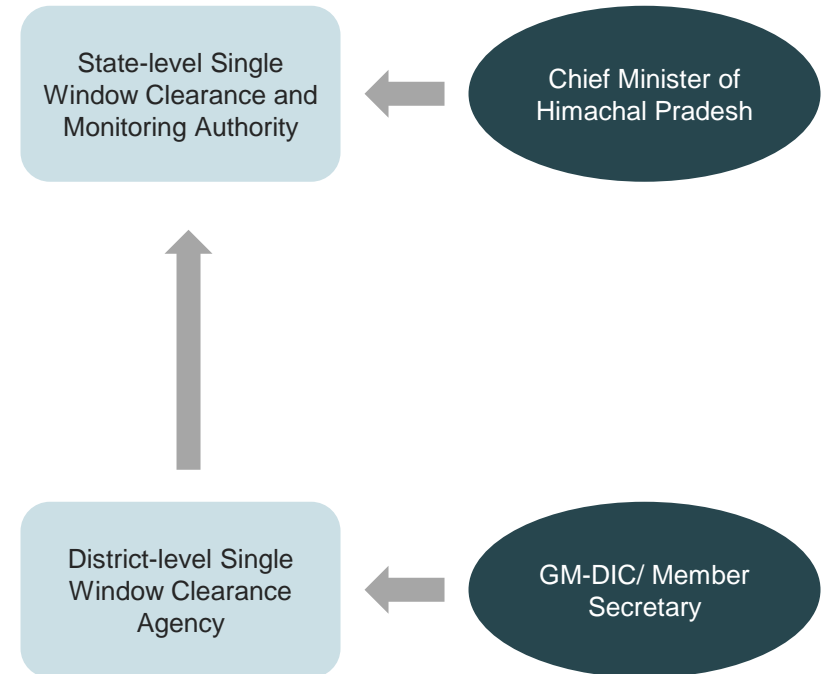 State-level Single
Window Clearance and
Monitoring Authority
Chief Minister of
Himachal Pradesh
District-level Single
Window Clearance
Agency
GM-DIC/ Member
Secretary